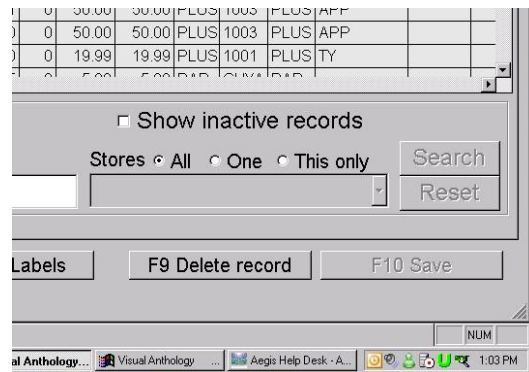 0 50.00 50.00 PLUS 1003 PLUS APP
0 50.00 50.00 PLUS 1003 PLUS APP
0 19.99 19.99 PLUS 1001 PLUS TY
Show inactive records
Stores All One This only
Search
Reset
Labels F9 Delete record F10 Save
NUM
al Anthology... Visual Anthology ... Aegis Help Desk - A... 1:03 PM